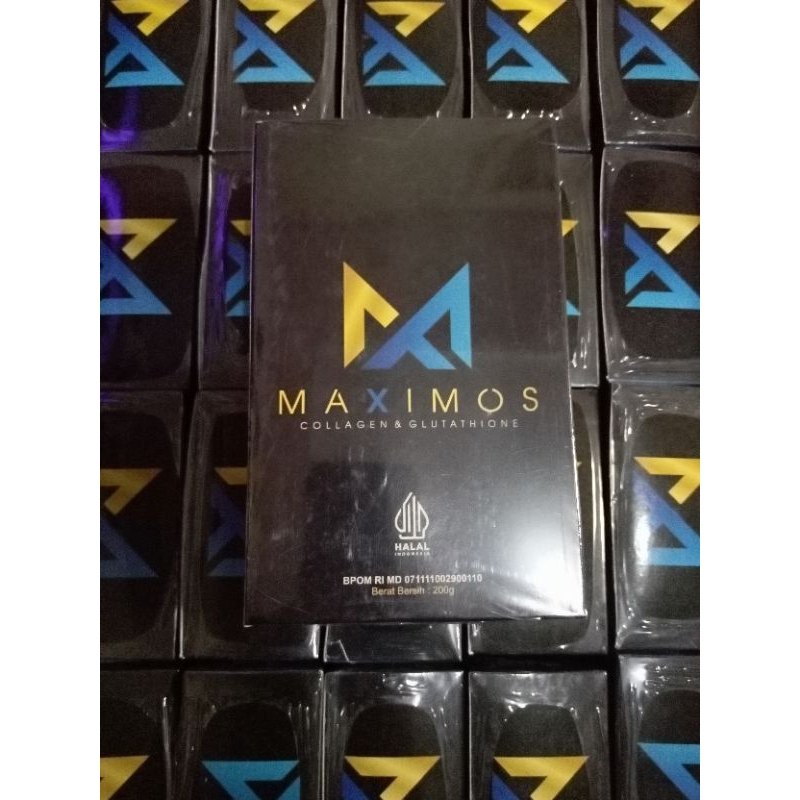 MAXIMOS
COLLAGEN & GLUTATHIONE
HALAL
INDONESIA
BPOM RI MD 071111002900110
Berat Bersih : 200g